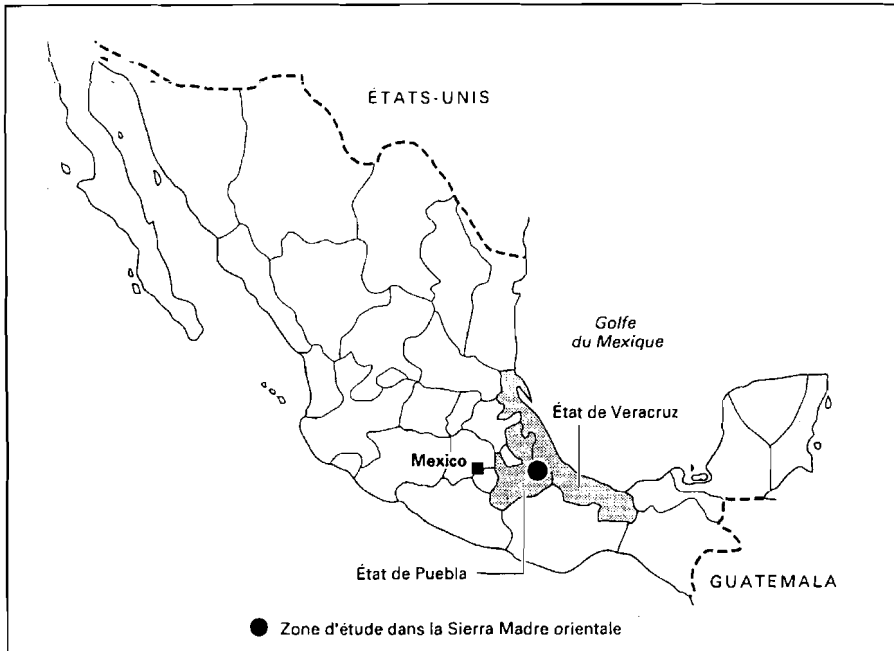 ÉTATS-UNIS
Golfe
du Mexique
État de Veracruz
Mexico
État de Puebla
GUATEMALA
Zone d'étude dans la Sierra Madre orientale